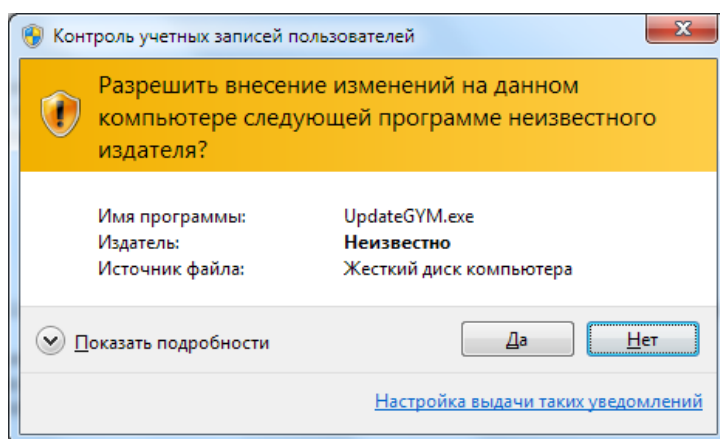 Контроль учетных записей пользователей
Разрешить внесение изменений на данном
компьютере следующей программе неизвестного
издателя?
Имя программы: UpdateGYM.exe
Издатель: Неизвестно
Источник файла: Жесткий диск компьютера
Показать подробности Да Нет
Настройка выдачи таких уведомлений